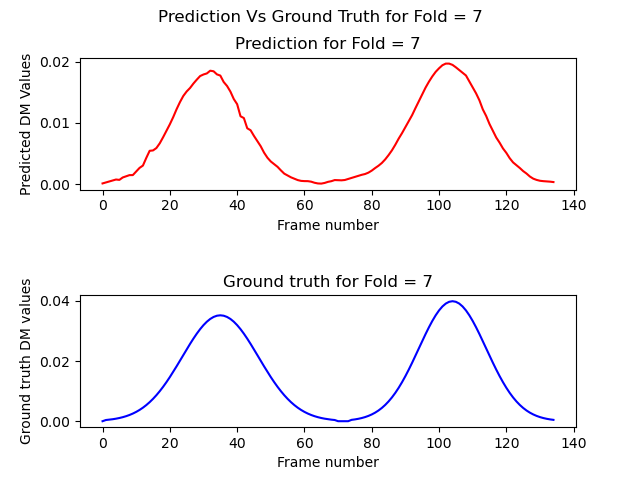 Prediction Vs Ground Truth for Fold = 7
Prediction for Fold = 7
Predicted DM Values
0.02
0.01
0.00
0 20 40 60 80 100 120 140
Frame number
Ground truth for Fold = 7
Ground truth DM values
0.04
0.02
0.00
0 20 40 60 80 100 120 140
Frame number